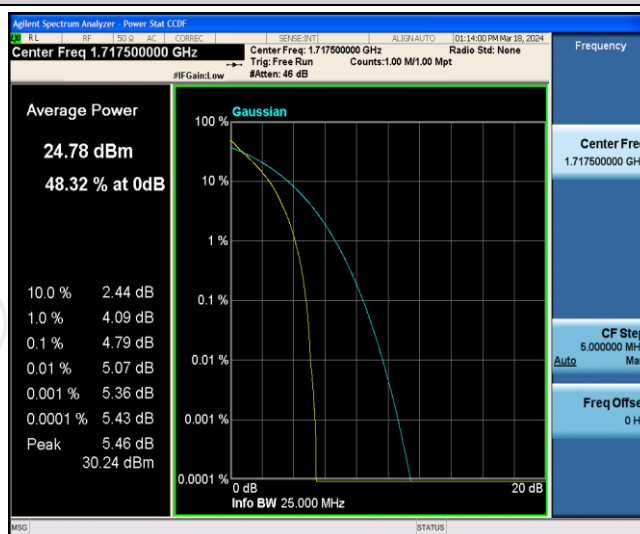 Agilent Spectrum Analyzer - Power Stat CCDF
RL RF 50 Ω AC CORREC SENSE:INT ALIGNAUTO 01:14:00 PM Mar 18, 2024
Center Freq 1.717500000 GHz
Center Freq: 1.717500000 GHz Radio Std: None
Trig: Free Run Counts:1.00 M/1.00 Mpt
#IFGain:Low #Atten: 46 dB
Frequency
Average Power
24.78 dBm
48.32 % at 0dB
10.0 % 2.44 dB
1.0 % 4.09 dB
0.1 % 4.79 dB
0.01 % 5.07 dB
0.001 % 5.36 dB
0.0001 % 5.43 dB
Peak 5.46 dB
30.24 dBm
Gaussian
100 %
10 %
1 %
0.1 %
0.01 %
0.001 %
0.0001 %
0 dB 20 dB
Info BW 25.000 MHz
Center Fre
1.717500000 GH
CF Step
5.000000 MH
Auto Ma
Freq Offse
0 H
MSG STATUS